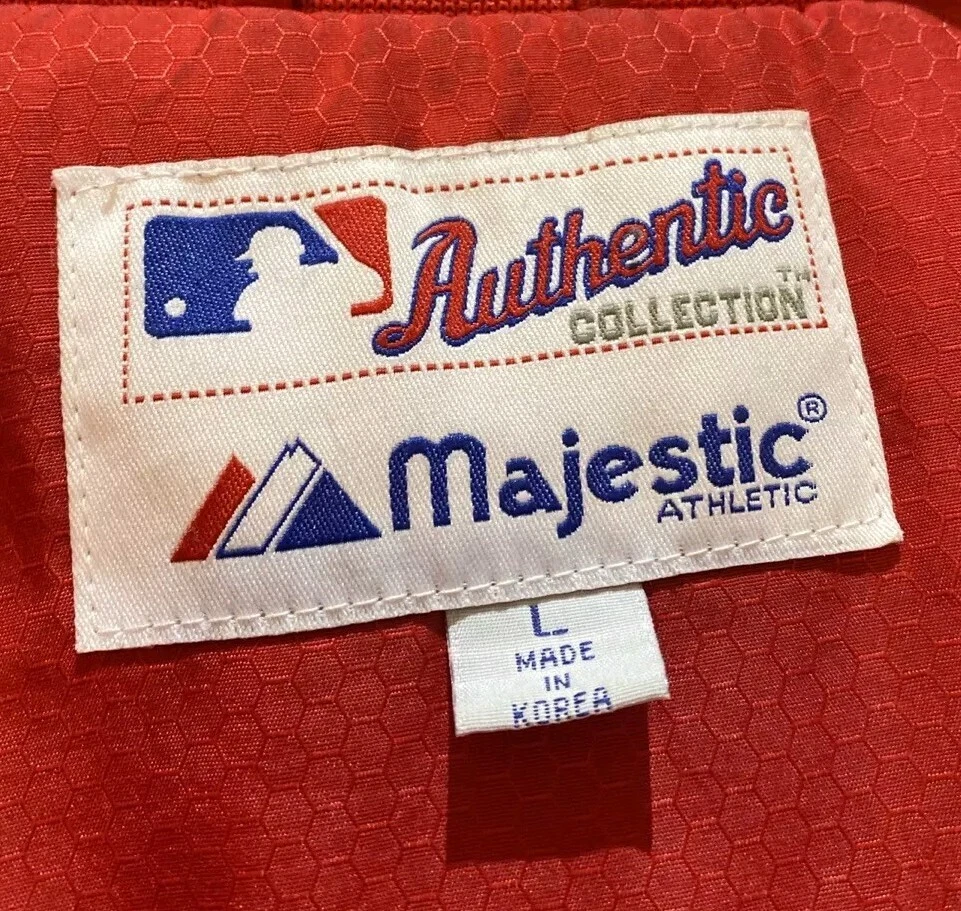 Authentic
COLLECTION™
Majestic®
ATHLETIC
L
MADE
IN
KOREA